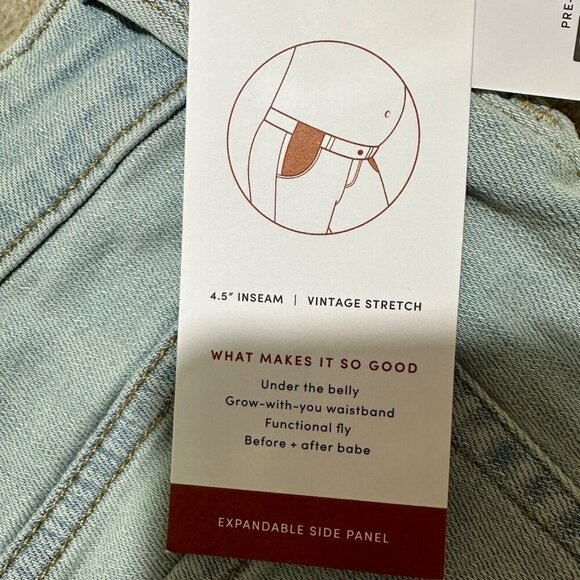 PRE-
4.5" INSEAM | VINTAGE STRETCH
WHAT MAKES IT SO GOOD
Under the belly
Grow-with-you waistband
Functional fly
Before + after babe
EXPANDABLE SIDE PANEL